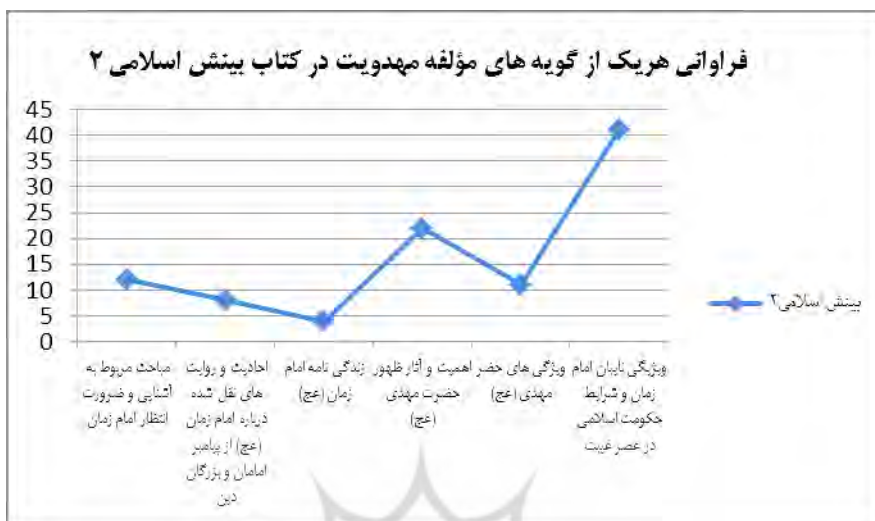 فراوانی هریک از گویه های مؤلفه مهدویت در کتاب بینش اسلامی ۲
45
40
35
30
25
20
15
10
5
0
مباحث مربوط به
آشنایی و ضرورت
انتظار امام زمان
احادیث و روایت
های نقل شده
درباره امام زمان
(عج) از پیامبر
امامان و بزرگان
دین
زندگی نامه امام
زمان (عج)
اهمیت و آثار ظهور
حضرت مهدی
(عج)
ویژگی های حضر
مهدی (عج)
ویژیگی نایبان امام
زمان و شرایط
حکومت اسلامی
در عصر غیبت
بینش اسلامی۲